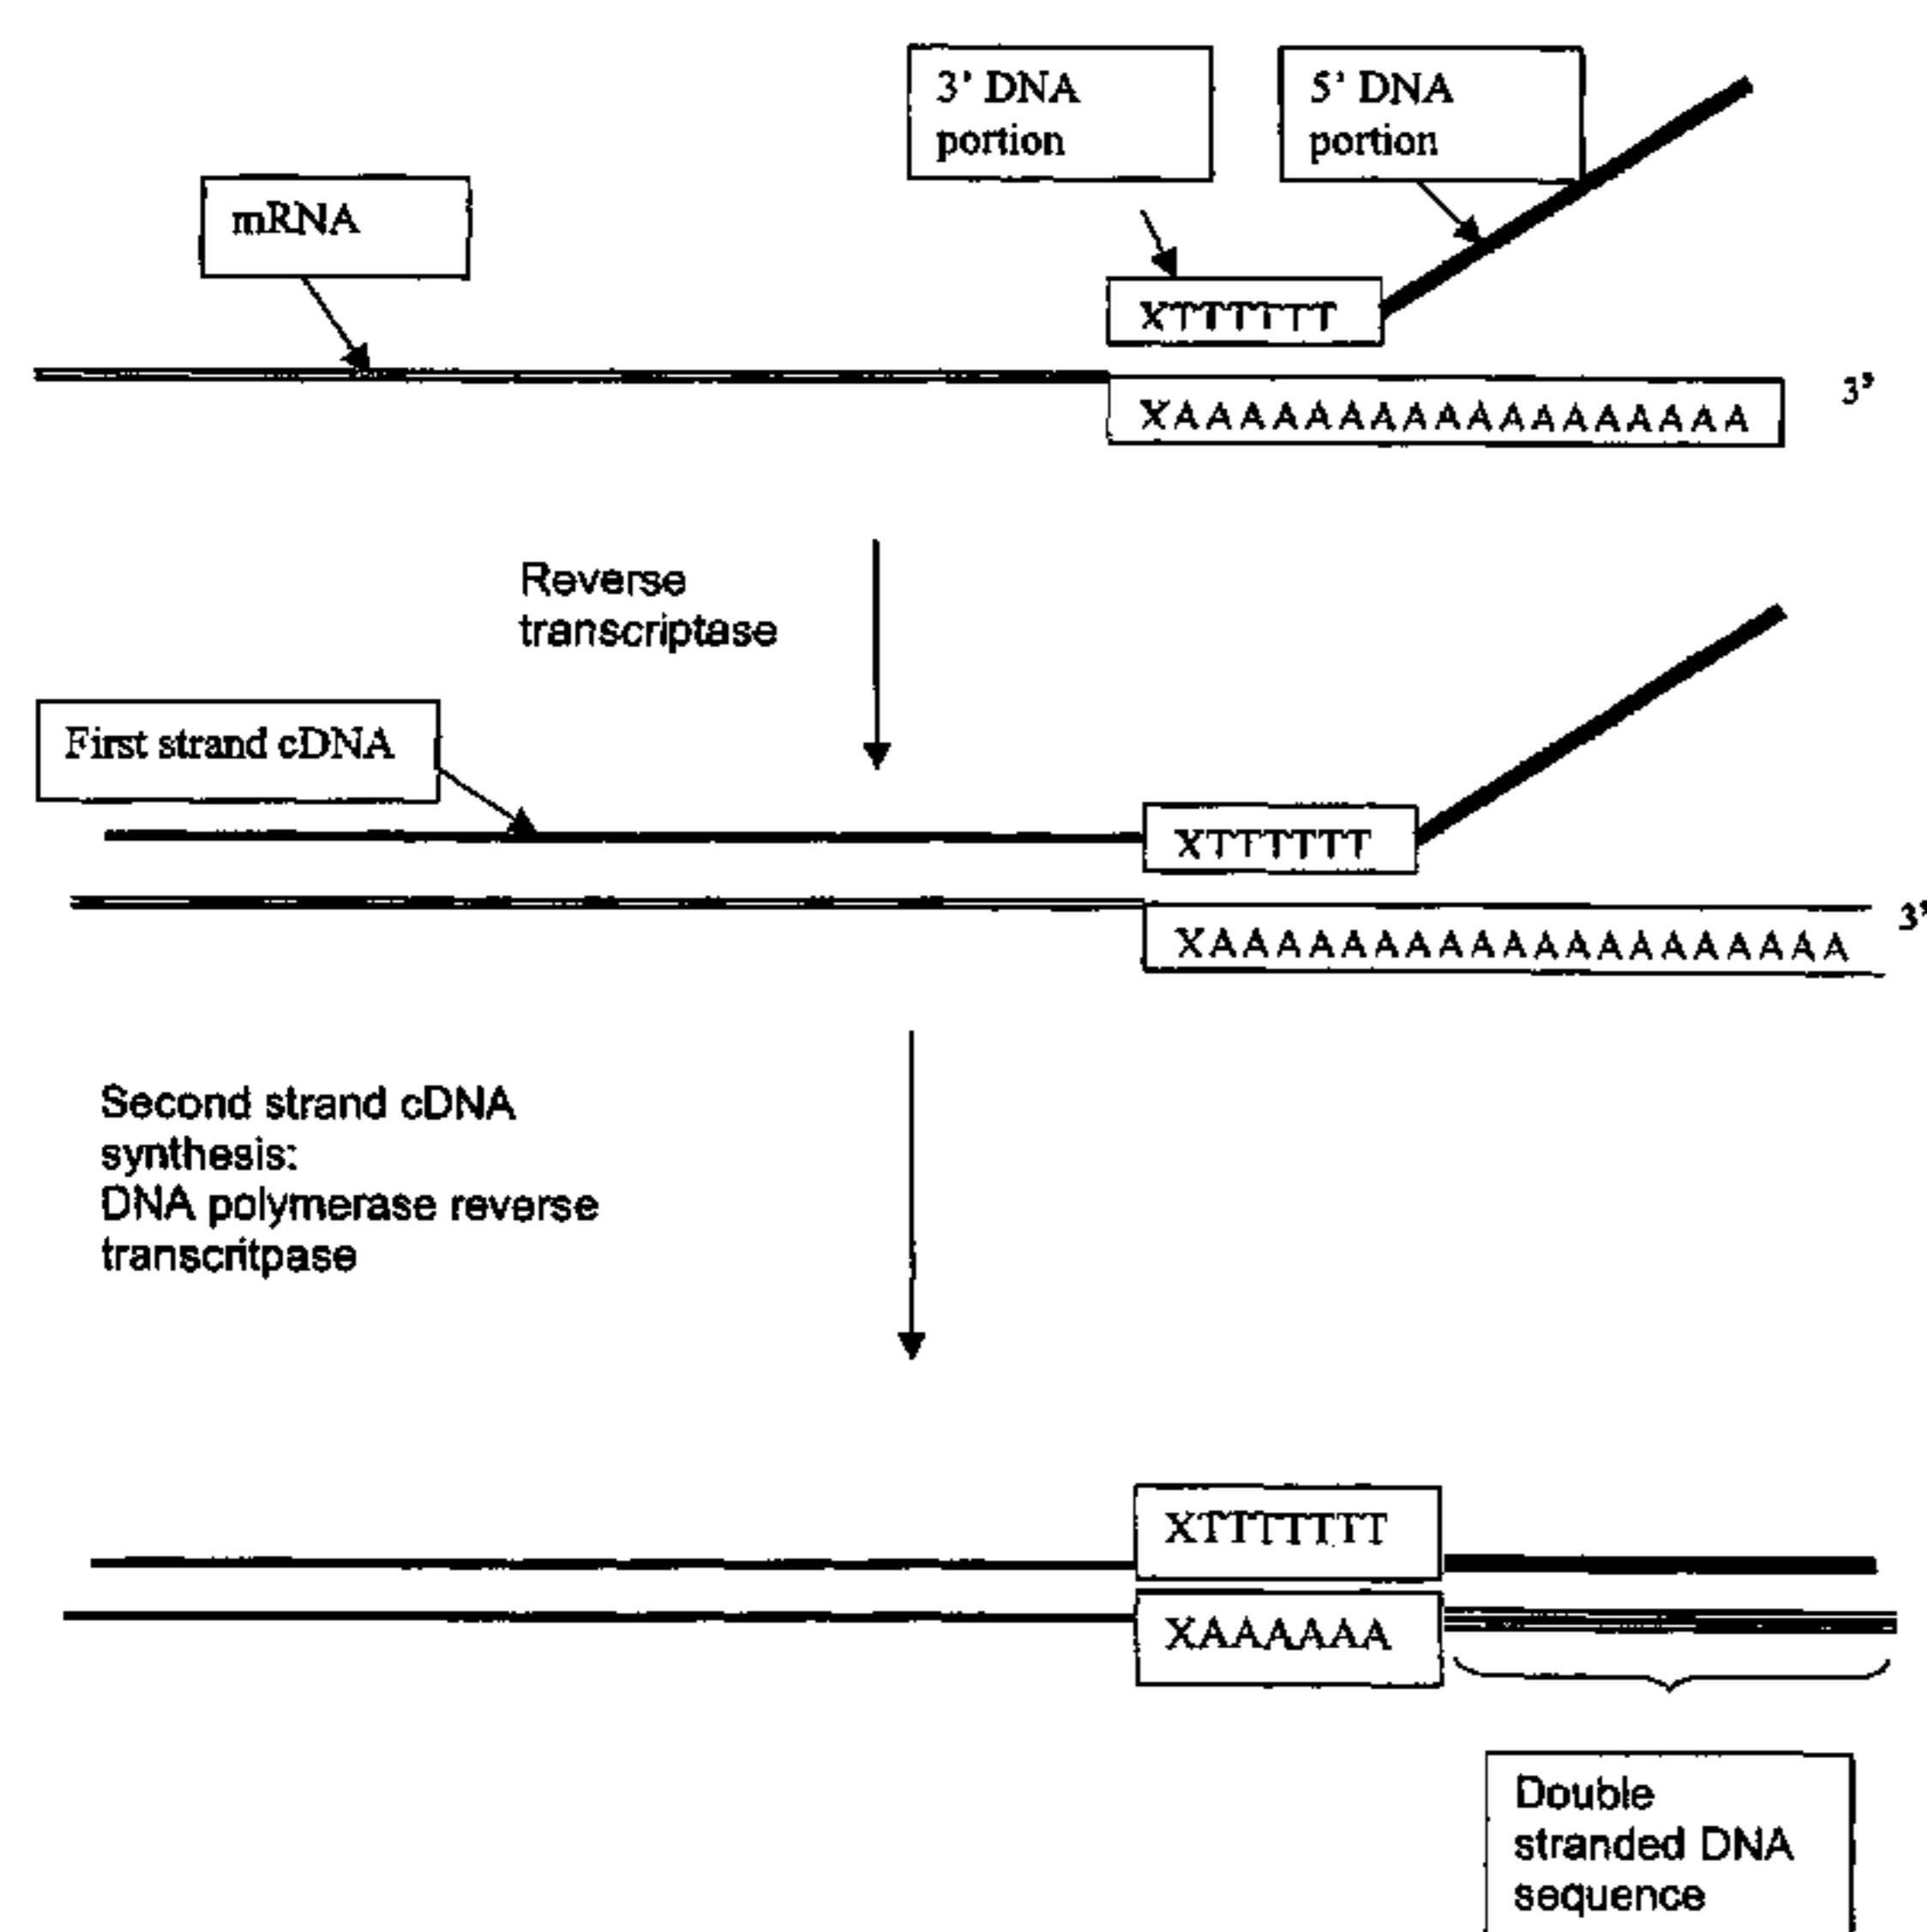 3' DNA
portion
5' DNA
portion
mRNA
XTTTTTT
3'
XAAAAAAAAAAAAAAAAAA
Reverse
transcriptase
First strand cDNA
XTTTTTT
3'
XAAAAAAAAAAAAAAAAAAAA
Second strand cDNA
synthesis:
DNA polymerase reverse
transcritpase
XTTTTTTT
XAAAAAA
Double
stranded DNA
sequence